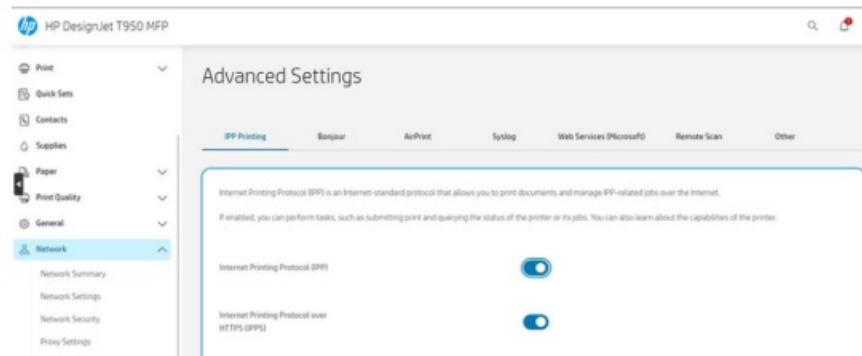 hp HP DesignJet T950 MFP
Print
Quick Sets
Contacts
Supplies
Paper
Print Quality
General
Network
Network Summary
Network Settings
Network Security
Proxy Settings
Advanced Settings
IPP Printing Bonjour AirPrint Syslog Web Services (Microsoft) Remote Scan Other
Internet Printing Protocol (IPP) is an Internet-standard protocol that allows you to print documents and manage IPP-related jobs over the Internet.
If enabled, you can perform tasks, such as submitting print and querying the status of the printer or its jobs. You can also learn about the capabilities of the printer.
Internet Printing Protocol (IPP)
Internet Printing Protocol over
HTTPS (IPPS)